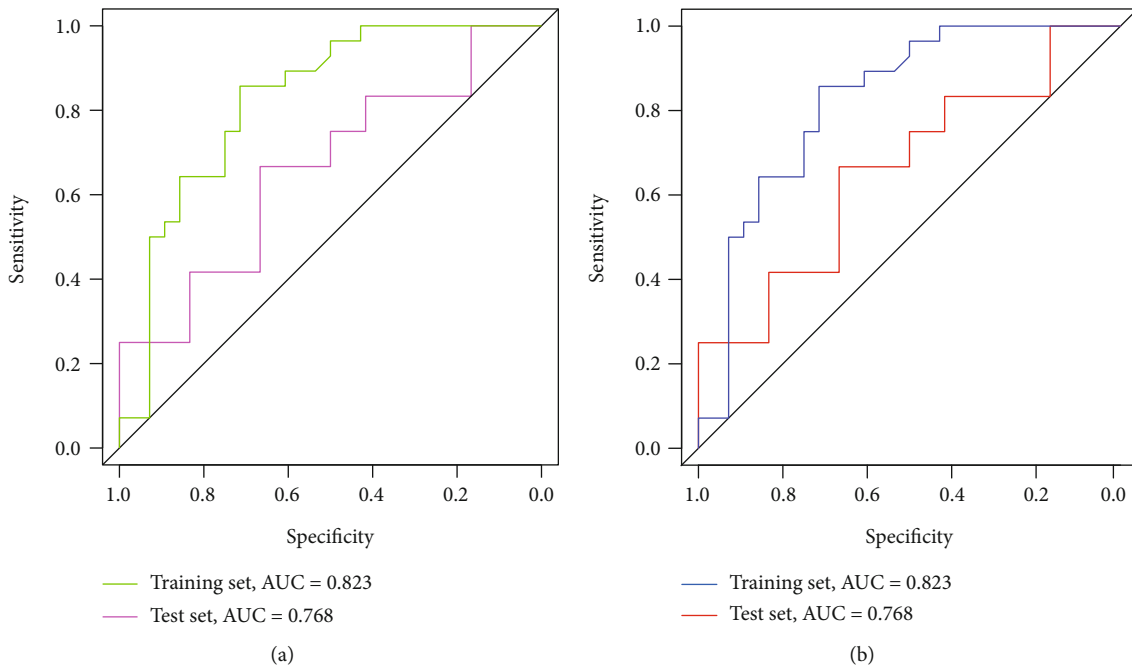 1.0
0.8
0.6
0.4
0.2
0.0
Sensitivity
1.0 0.8 0.6 0.4 0.2 0.0
Specificity
Training set, AUC = 0.823
Test set, AUC = 0.768
(a)
1.0
0.8
0.6
0.4
0.2
0.0
Sensitivity
1.0 0.8 0.6 0.4 0.2 0.0
Specificity
Training set, AUC = 0.823
Test set, AUC = 0.768
(b)